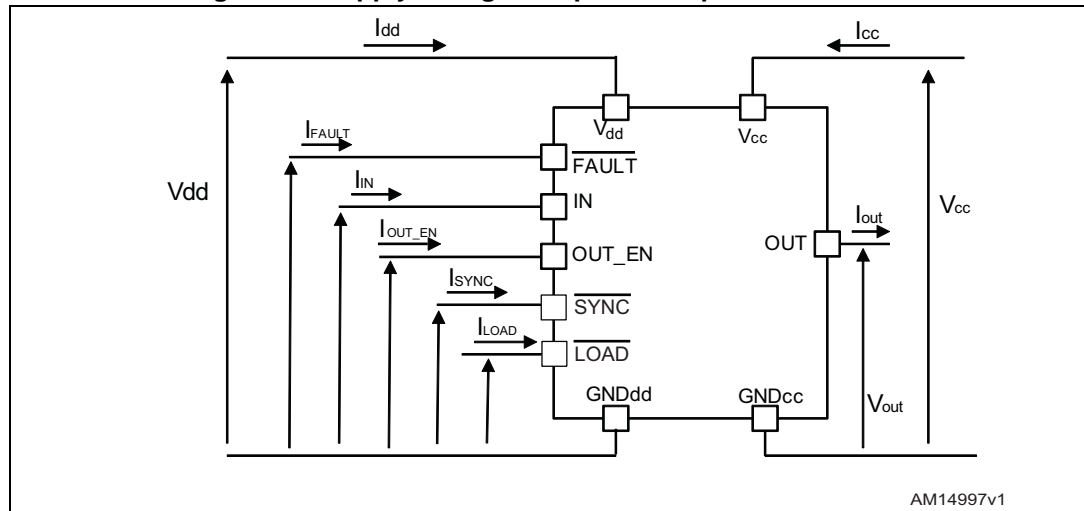 Idd
Icc
Vdd
Vcc
IFAULT
FAULT
Vdd
IIN
IN
Vcc
Iout
OUT
IOUT_EN
OUT_EN
ISYNC
SYNC
ILOAD
LOAD
GNDdd
GNDcc
Vout
AM14997v1